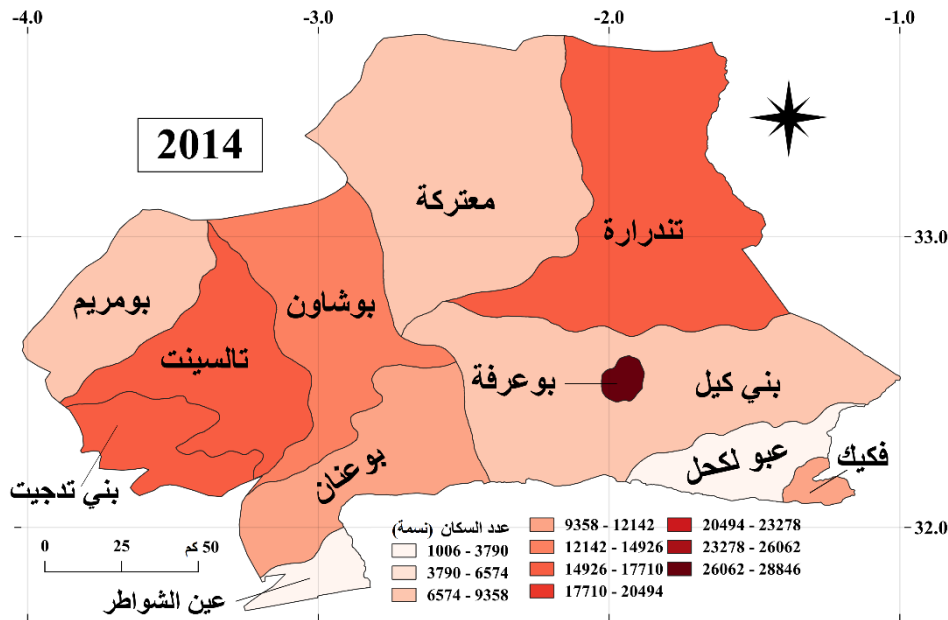 -4.0
-3.0
-2.0
-1.0
2014
معتركة
تندرارة
-33.0
بومريم
بوشاون
تالسينت
بوعرفة
بني كيل
عبو لكحل
فكيك
بوعنان
بني تدجيت
عين الشواطر
-32.0
0 25 50 كم
عدد السكان (نسمة)
1006 - 3790
3790 - 6574
6574 - 9358
9358 - 12142
12142 - 14926
14926 - 17710
17710 - 20494
20494 - 23278
23278 - 26062
26062 - 28846